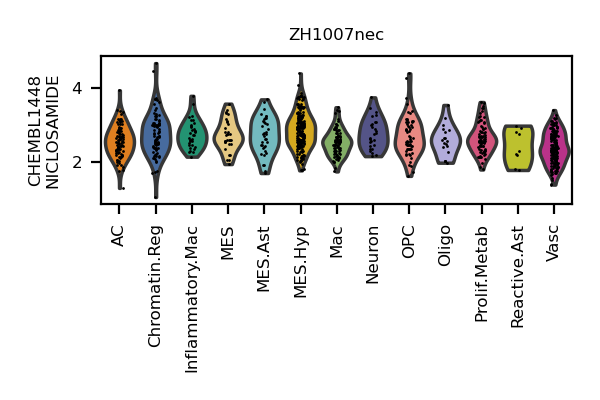 ZH1007nec
CHEMBL1448
NICLOSAMIDE
4
2
AC
Chromatin.Reg
Inflammatory.Mac
MES
MES.Ast
MES.Hyp
Mac
Neuron
OPC
Oligo
Prolif.Metab
Reactive.Ast
Vasc